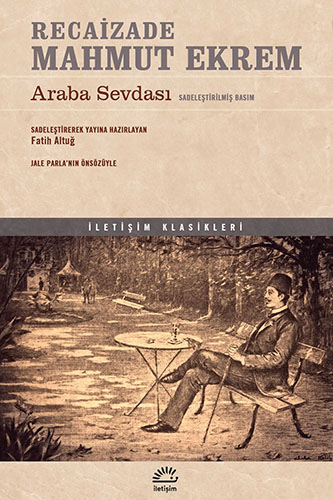 RECAİZADE
MAHMUT EKREM
Araba Sevdası SADELEŞTİRİLMİŞ BASIM
SADELEŞTİREREK YAYINA HAZIRLAYAN
Fatih Altuğ
JALE PARLA'NIN ÖNSÖZÜYLE
İLETİŞİM KLASİKLERİ
iletişim